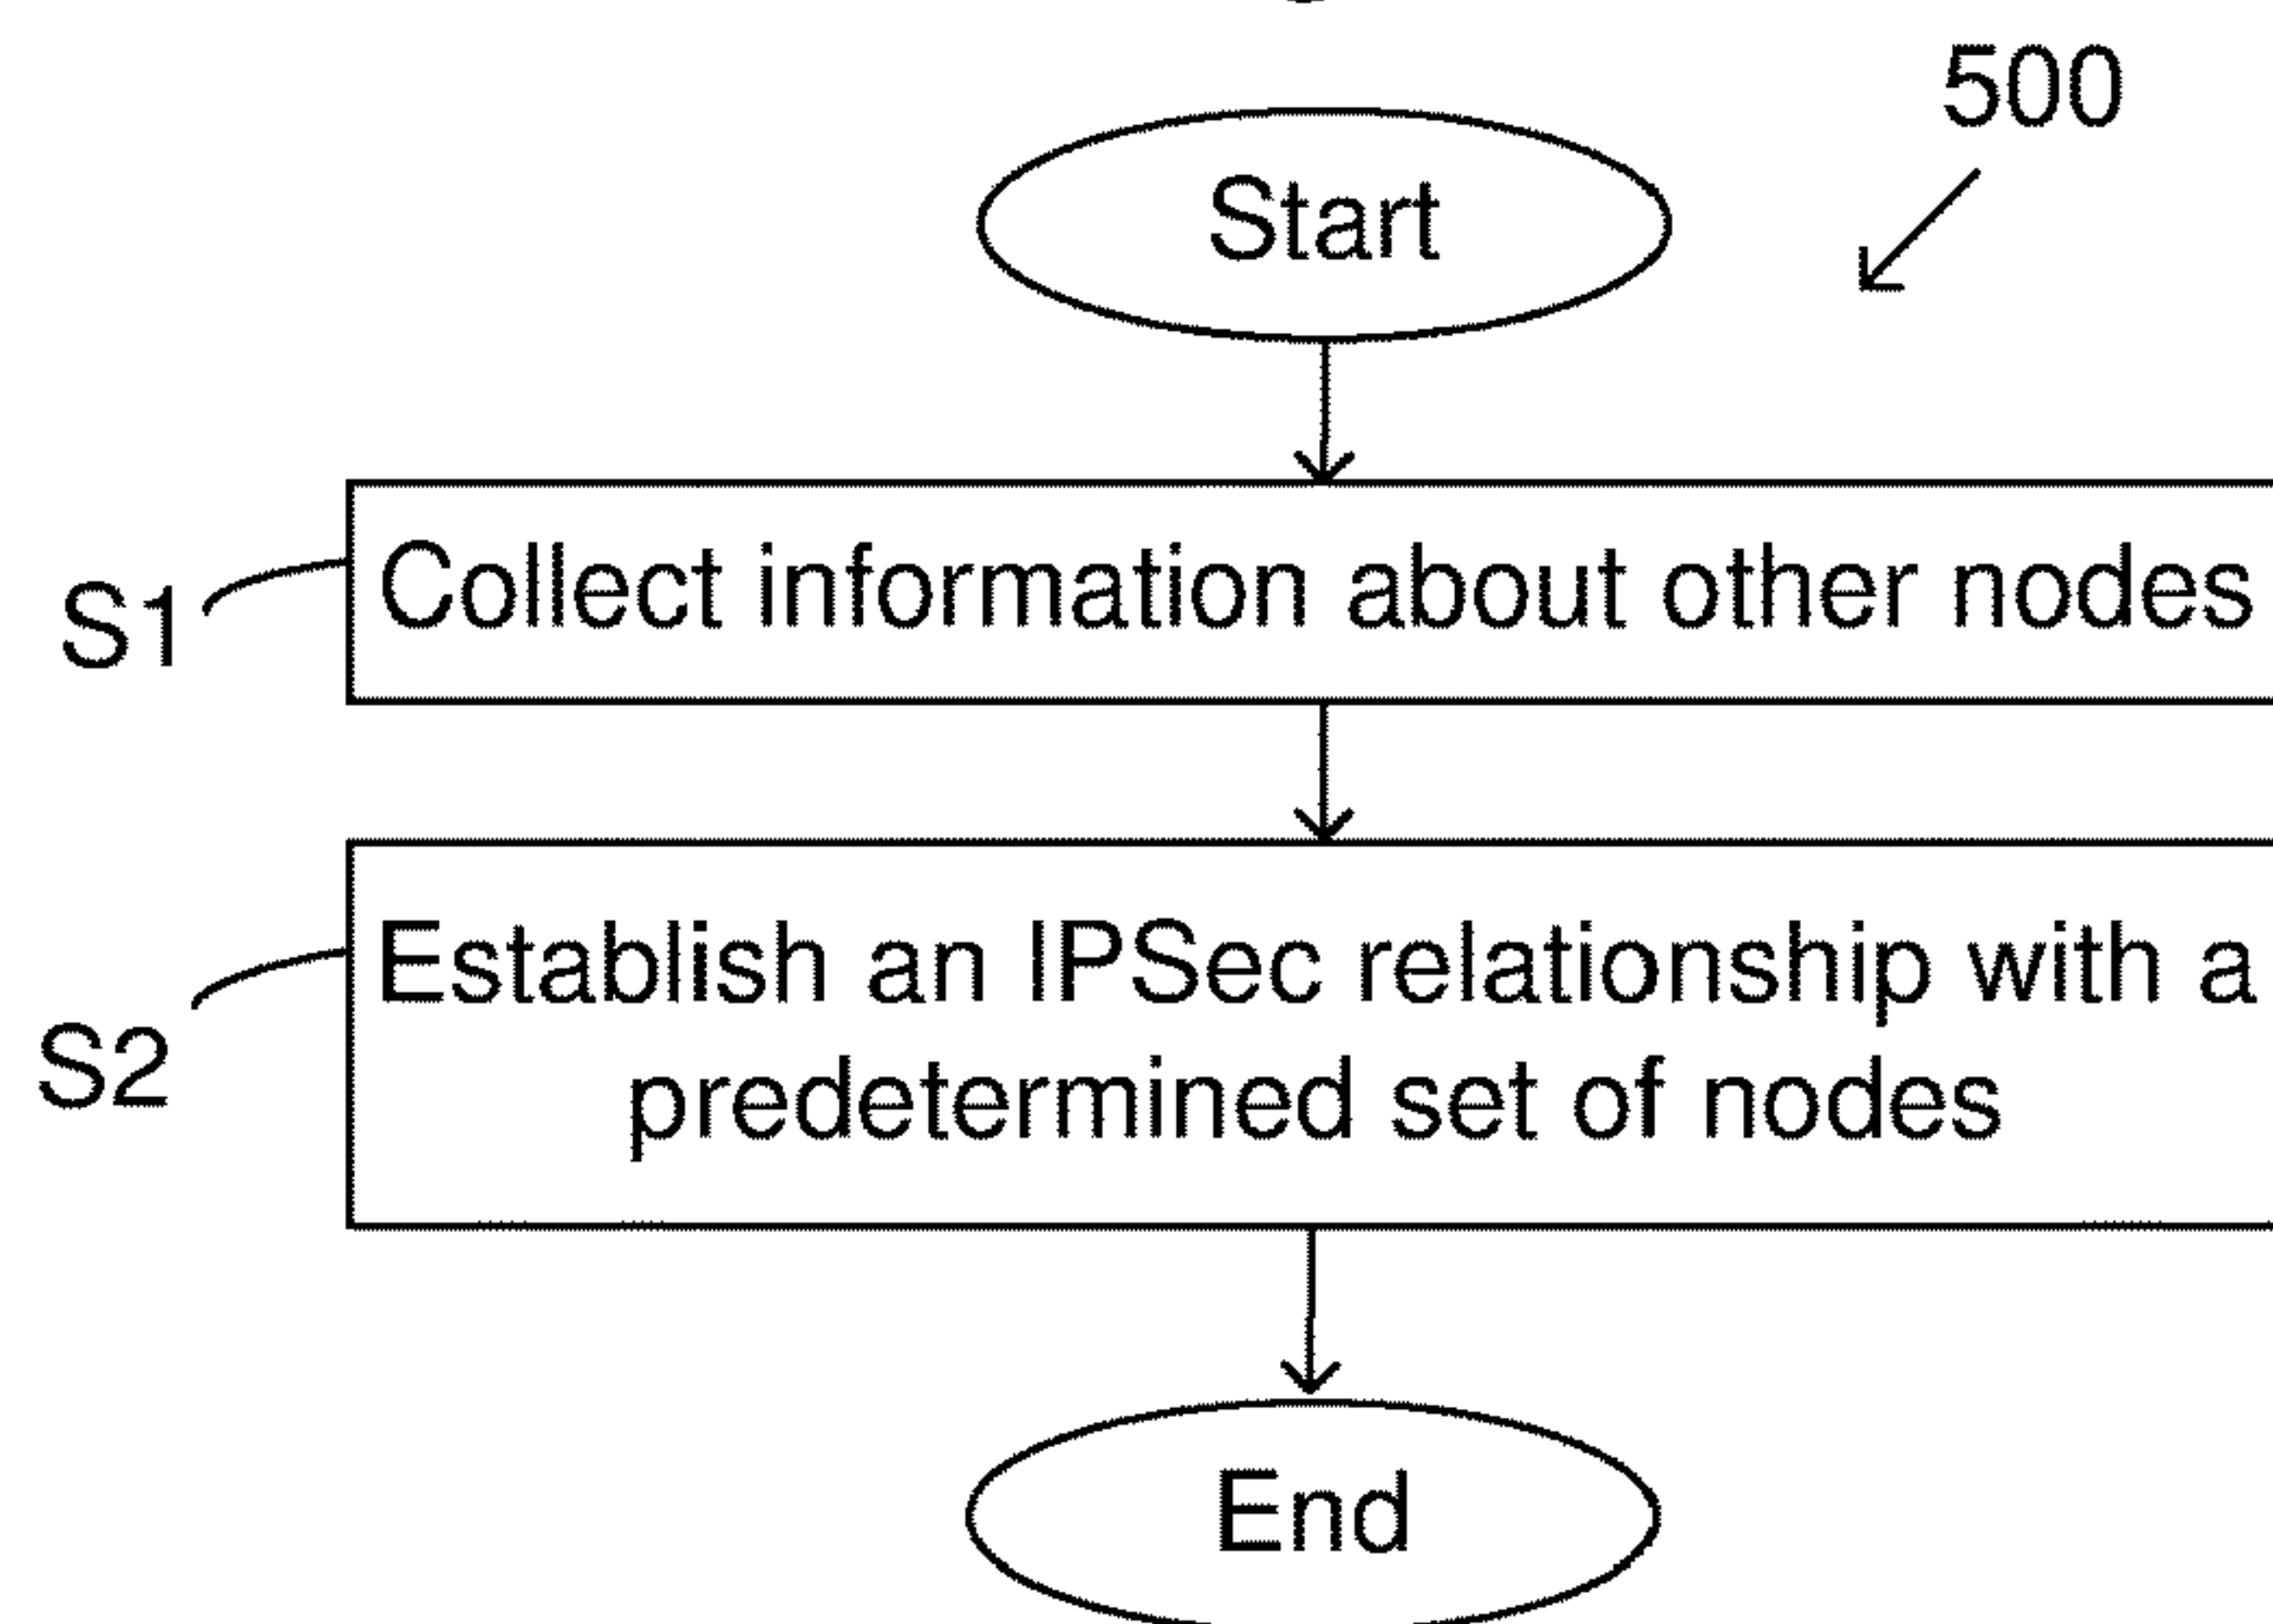 500
Start
S1
Collect information about other nodes
S2
Establish an IPSec relationship with a
predetermined set of nodes
End